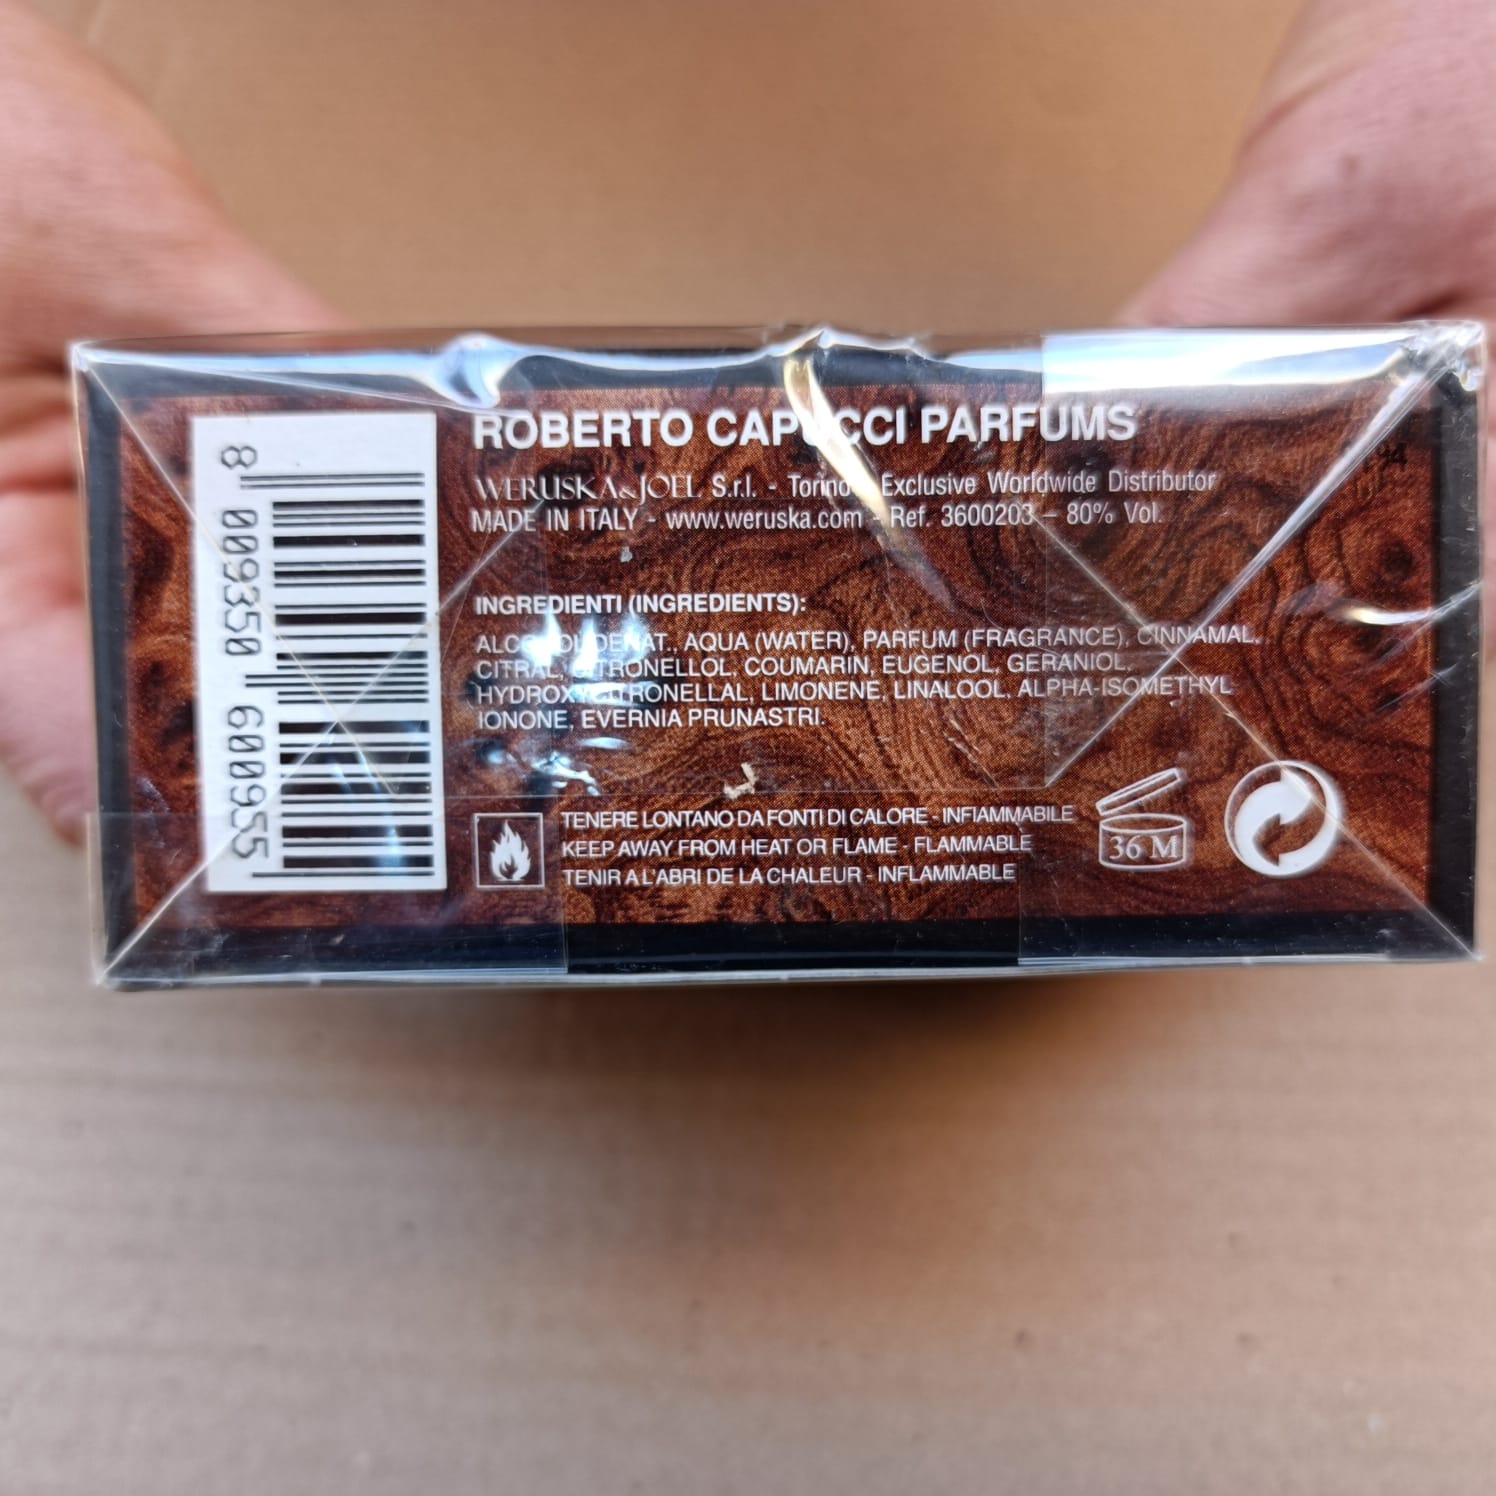 8 009350 600955
ROBERTO CAPUCCI PARFUMS
WERUSKA & JOEL S.r.l. - Torino - Exclusive Worldwide Distributor
MADE IN ITALY - www.weruska.com - Ref. 3600203 – 80% Vol.
INGREDIENTI (INGREDIENTS):
ALCOHOL DENAT., AQUA (WATER), PARFUM (FRAGRANCE), CINNAMAL,
CITRAL, CITRONELLOL, COUMARIN, EUGENOL, GERANIOL,
HYDROXYCITRONELLAL, LIMONENE, LINALOOL, ALPHA-ISOMETHYL
IONONE, EVERNIA PRUNASTRI.
TENERE LONTANO DA FONTI DI CALORE - INFIAMMABILE
KEEP AWAY FROM HEAT OR FLAME - FLAMMABLE
TENIR A L'ABRI DE LA CHALEUR - INFLAMMABLE
36 M